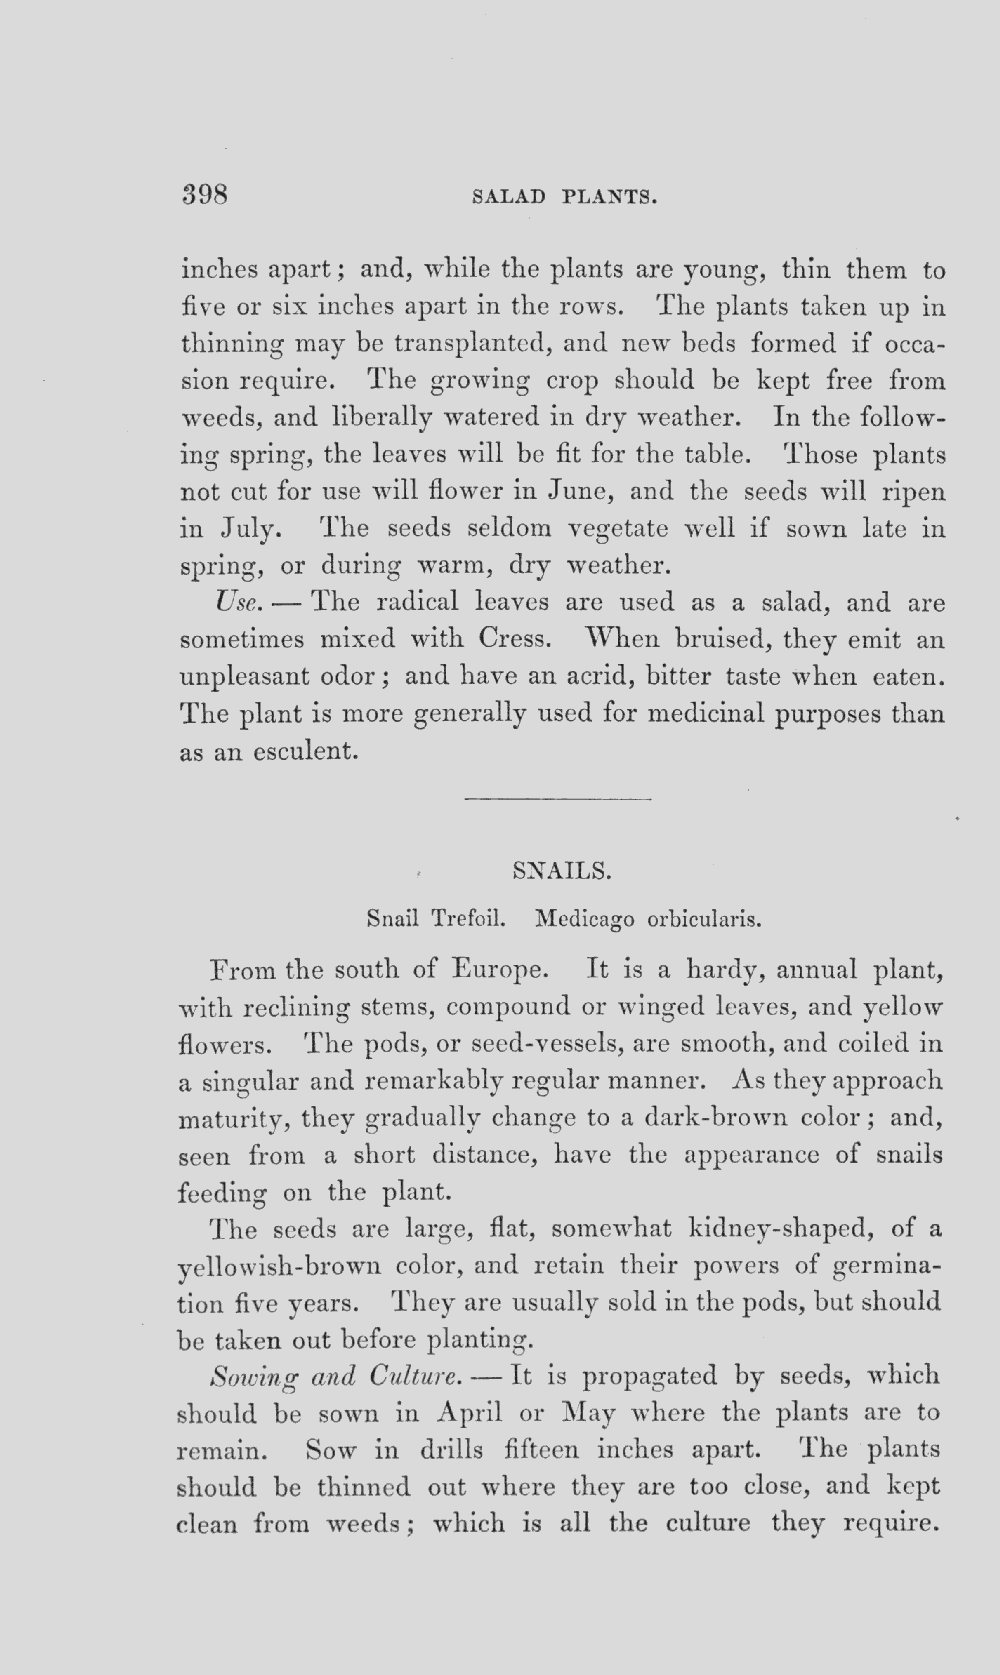 398 SALAD PLANTS.
inches apart; and, while the plants are young, thin them to
five or six inches apart in the rows. The plants taken up in
thinning may be transplanted, and new beds formed if occa-
sion require. The growing crop should be kept free from
weeds, and liberally watered in dry weather. In the follow-
ing spring, the leaves will be fit for the table. Those plants
not cut for use will flower in June, and the seeds will ripen
in July. The seeds seldom vegetate well if sown late in
spring, or during warm, dry weather.
Use. — The radical leaves are used as a salad, and are
sometimes mixed with Cress. When bruised, they emit an
unpleasant odor; and have an acrid, bitter taste when eaten.
The plant is more generally used for medicinal purposes than
as an esculent.
SNAILS.
Snail Trefoil. Medicago orbicularis.
From the south of Europe. It is a hardy, annual plant,
with reclining stems, compound or winged leaves, and yellow
flowers. The pods, or seed-vessels, are smooth, and coiled in
a singular and remarkably regular manner. As they approach
maturity, they gradually change to a dark-brown color; and,
seen from a short distance, have the appearance of snails
feeding on the plant.
The seeds are large, flat, somewhat kidney-shaped, of a
yellowish-brown color, and retain their powers of germina-
tion five years. They are usually sold in the pods, but should
be taken out before planting.
Sowing and Culture. — It is propagated by seeds, which
should be sown in April or May where the plants are to
remain. Sow in drills fifteen inches apart. The plants
should be thinned out where they are too close, and kept
clean from weeds; which is all the culture they require.